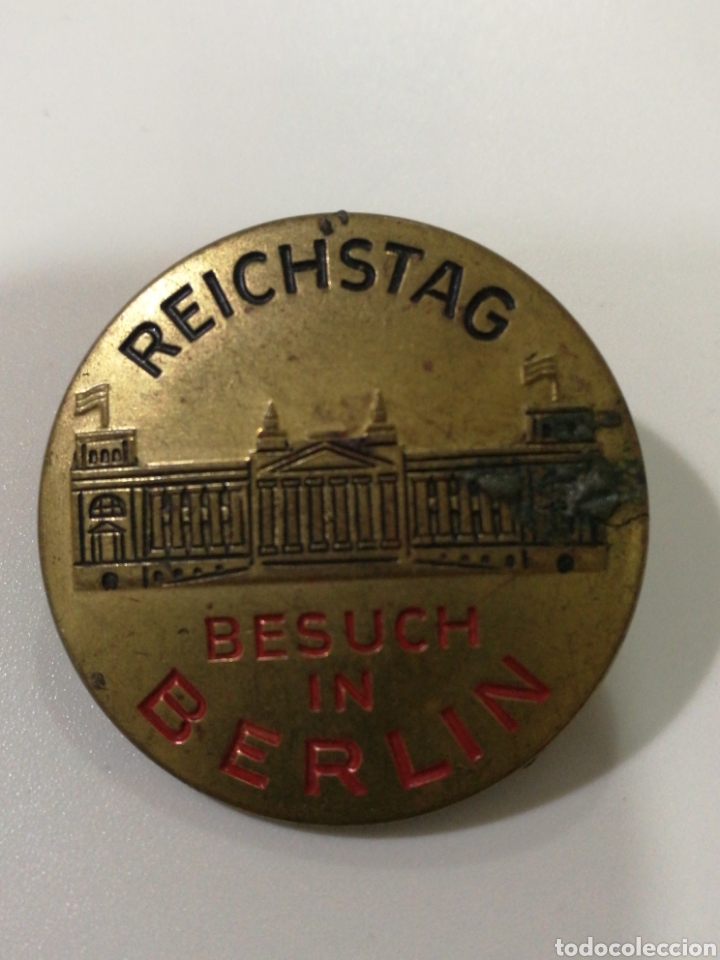 REICHSTAG
BESUCH
IN
BERLIN
todocoleccion